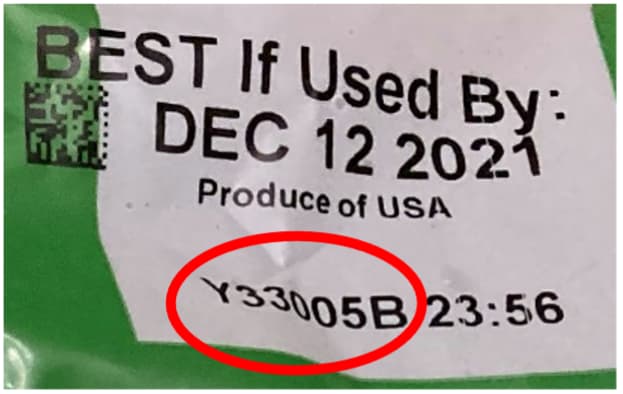 BEST If Used By:
DEC 12 2021
Produce of USA
Y33005B 23:56